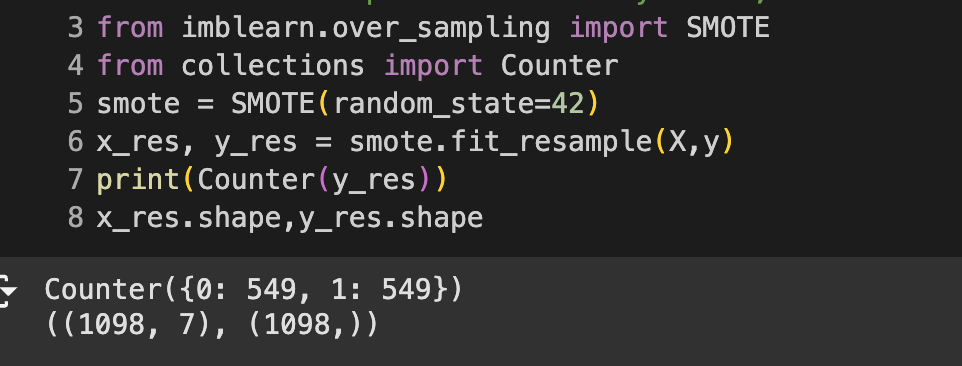 3 from imblearn.over_sampling import SMOTE
4 from collections import Counter
5 smote = SMOTE(random_state=42)
6 x_res, y_res = smote.fit_resample(X,y)
7 print(Counter(y_res))
8 x_res.shape,y_res.shape
Counter({0: 549, 1: 549})
((1098, 7), (1098,))